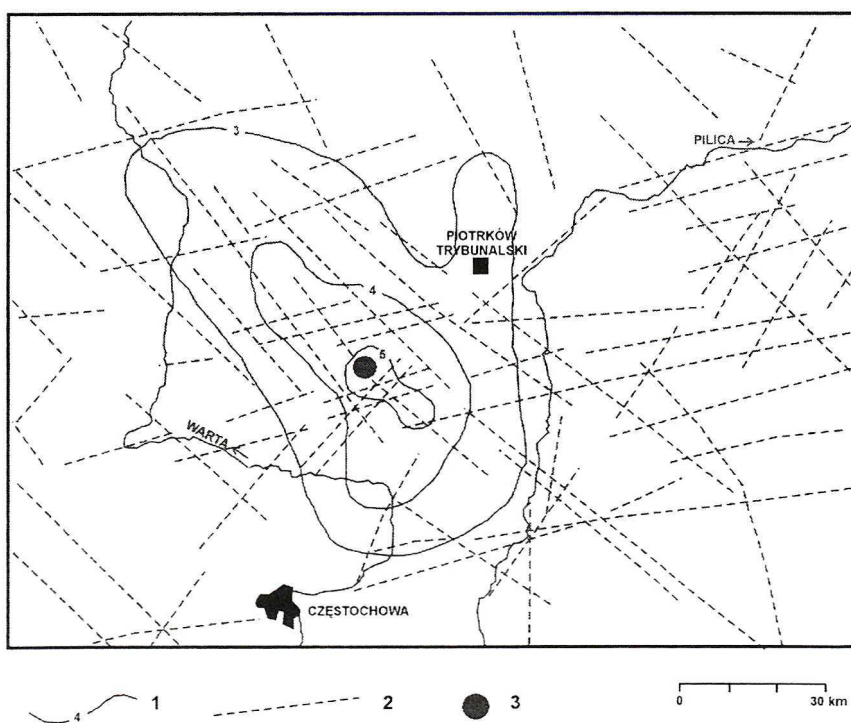 3
PILICA →
PIOTRKÓW
TRYBUNALSKI
4
5
WARTA ←
CZĘSTOCHOWA
4 1 2 3
0 30 km